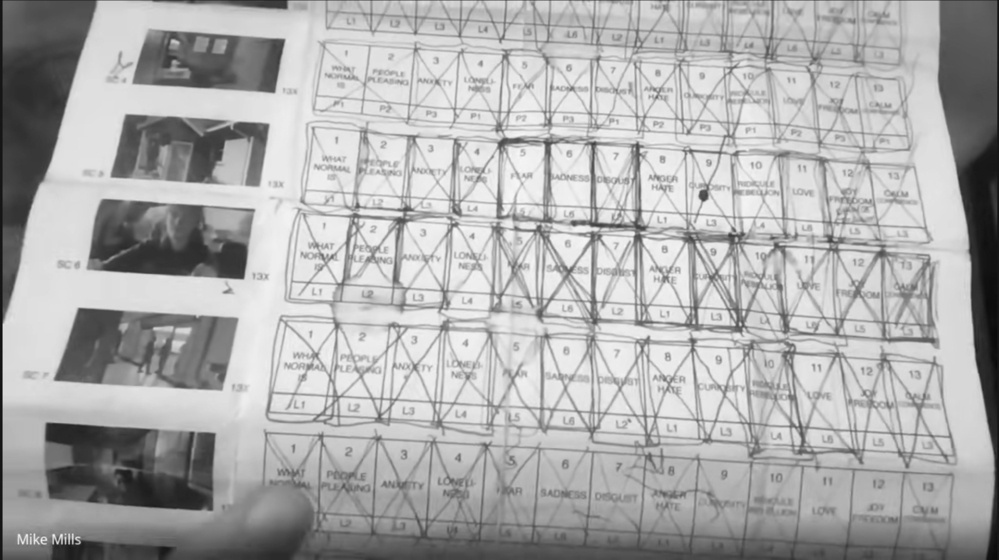 HATE CURIOSITY REBELLION LOVE FREEDOM CALM
L1 L2 L3 L4 L5 L6 L2 L1 L3 L4 L6 L5 L3
SC 4
13X
1 2 3 4 5 6 7 8 9 10 11 12 13
WHAT PEOPLE ANXIETY LONELI- FEAR SADNESS DISGUST ANGER CURIOSITY RIDICULE LOVE JOY CALM
NORMAL PLEASING NESS HATE REBELLION FREEDOM
IS
P1 P2 P3 P1 P2 P3 P1 P2 P3 P1 P2 P3 P1
SC 5
13X
1 2 3 4 5 6 7 8 9 10 11 12 13
WHAT PEOPLE ANXIETY LONELI- FEAR SADNESS DISGUST ANGER CURIOSITY RIDICULE LOVE JOY CALM
NORMAL PLEASING NESS HATE REBELLION FREEDOM
IS
L1 L2 L3 L4 L5 L6 L2 L1 L3 L4 L6 L5 L3
SC 6
13X
1 2 3 4 5 6 7 8 9 10 11 12 13
WHAT PEOPLE ANXIETY LONELI- FEAR SADNESS DISGUST ANGER CURIOSITY RIDICULE LOVE JOY CALM
NORMAL PLEASING NESS HATE REBELLION FREEDOM
IS
L1 L2 L3 L4 L5 L6 L2 L1 L3 L4 L6 L5 L3
SC 7
13X
1 2 3 4 5 6 7 8 9 10 11 12 13
WHAT PEOPLE ANXIETY LONELI- FEAR SADNESS DISGUST ANGER CURIOSITY RIDICULE LOVE JOY CALM
NORMAL PLEASING NESS HATE REBELLION FREEDOM
IS
L1 L2 L3 L4 L5 L6 L2 L1 L3 L4 L6 L5 L3
SC 8
1 2 3 4 5 6 7 8 9 10 11 12 13
WHAT PEOPLE ANXIETY LONELI- FEAR SADNESS DISGUST ANGER CURIOSITY RIDICULE LOVE JOY CALM
NORMAL PLEASING NESS HATE REBELLION FREEDOM
L2 L3 L4
Mike Mills